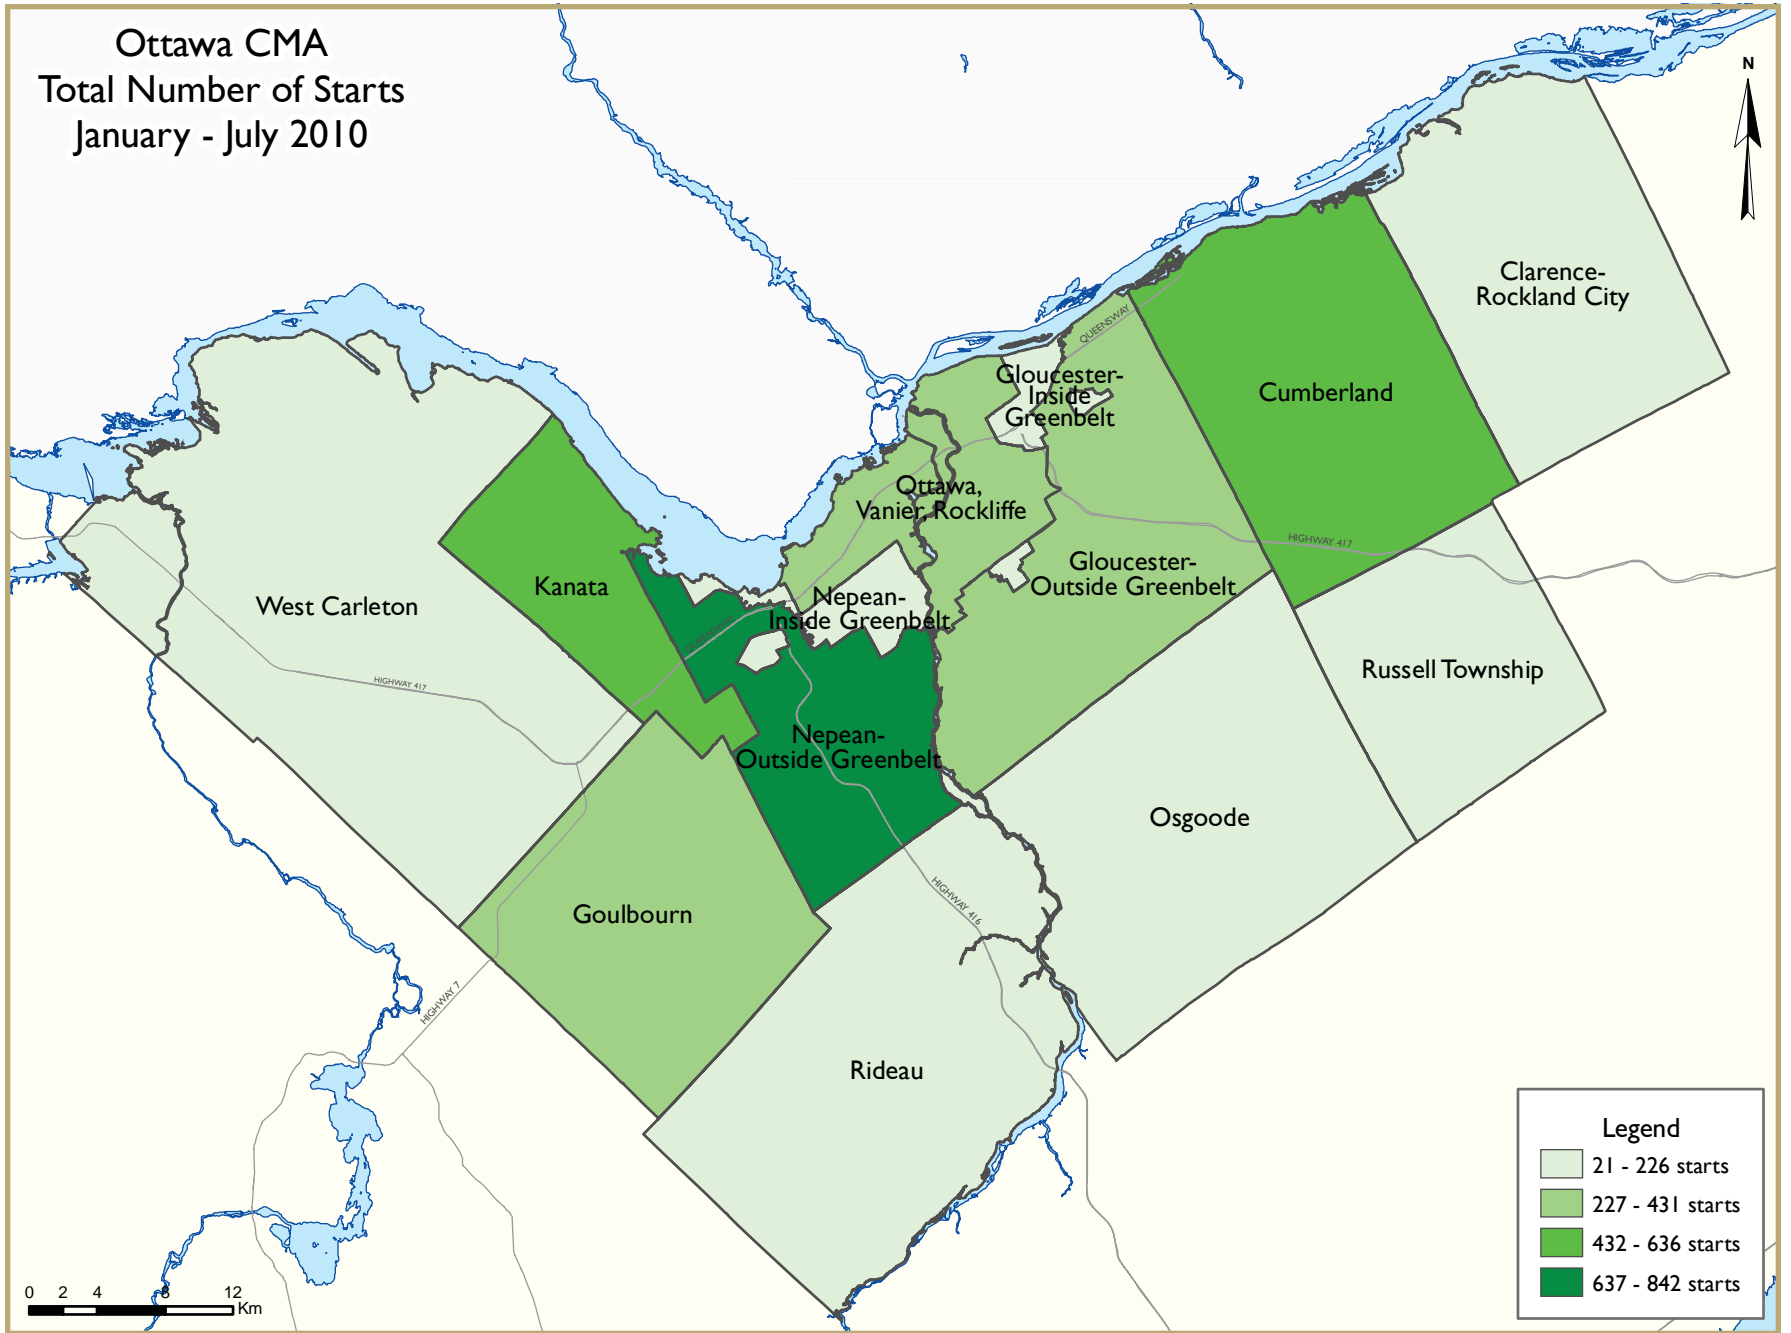 Ottawa CMA
Total Number of Starts
January - July 2010
N
Clarence-
Rockland City
QUEENSWAY
Gloucester-
Inside
Greenbelt
Cumberland
Ottawa,
Vanier, Rockliffe
HIGHWAY 417
Gloucester-
Outside Greenbelt
Kanata
West Carleton
Nepean-
Inside Greenbelt
QUEENSWAY
Russell Township
HIGHWAY 417
Nepean-
Outside Greenbelt
Osgoode
HIGHWAY 416
Goulbourn
HIGHWAY 7
Rideau
Legend
21 - 226 starts
227 - 431 starts
432 - 636 starts
637 - 842 starts
0 2 4 8 12
Km